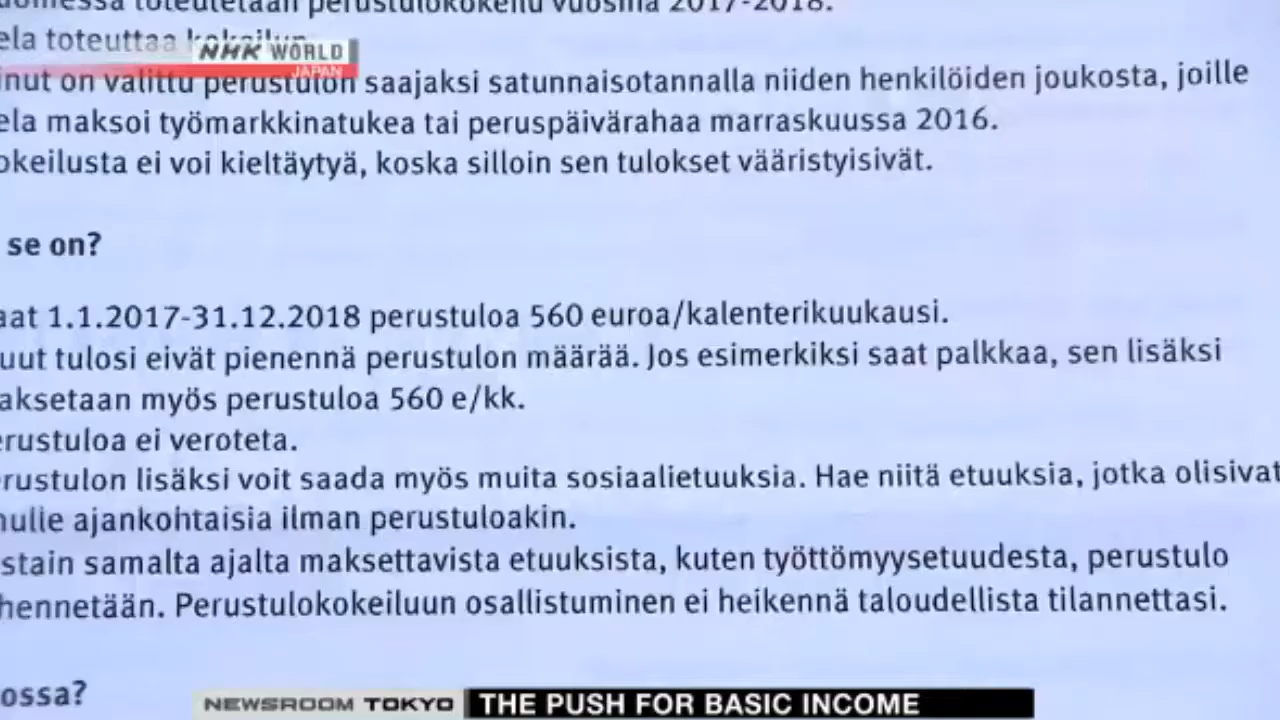 toteutetaan perustulokokeilu vuosina 2017-2018.
ela toteuttaa kokeilun
NHK WORLD
JAPAN
inut on valittu perustulon saajaksi satunnaisotannalla niiden henkilöiden joukosta, joille
ela maksoi työmarkkinatukea tai peruspäivärahaa marraskuussa 2016.
okeilusta ei voi kieltäytyä, koska silloin sen tulokset vääristyisivät.
se on?
aat 1.1.2017-31.12.2018 perustuloa 560 euroa/kalenterikuukausi.
uut tulosi eivät pienennä perustulon määrää. Jos esimerkiksi saat palkkaa, sen lisäksi
aksetaan myös perustuloa 560 e/kk.
erustuloa ei veroteta.
erustulon lisäksi voit saada myös muita sosiaalietuuksia. Hae niitä etuuksia, jotka olisivat
nulle ajankohtaisia ilman perustuloakin.
stain samalta ajalta maksettavista etuuksista, kuten työttömyysetuudesta, perustulo
hennetään. Perustulokokeiluun osallistuminen ei heikennä taloudellista tilannettasi.
ossa?
NEWSROOM TOKYO THE PUSH FOR BASIC INCOME